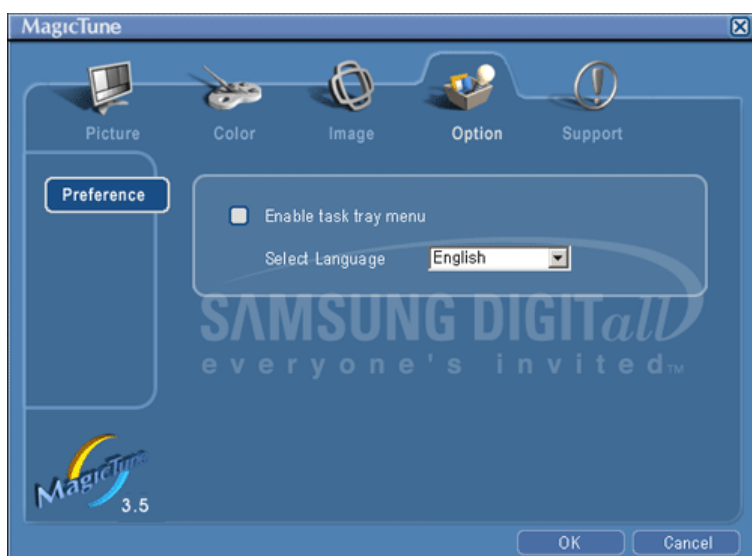 MagicTune
Picture Color Image Option Support
Preference
Enable task tray menu
Select Language English
SAMSUNG DIGITall
everyone's invited™
MagicTune
3.5
OK Cancel